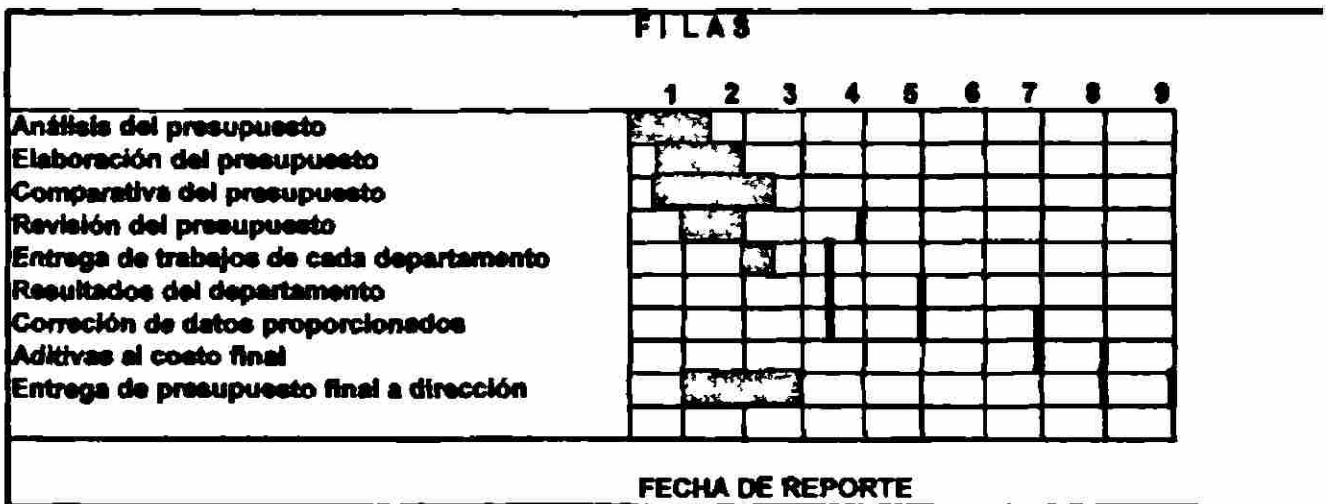 FILAS
1 2 3 4 5 6 7 8 9
Análisis del presupuesto
Elaboración del presupuesto
Comparativa del presupuesto
Revisión del presupuesto
Entrega de trabajos de cada departamento
Resultados del departamento
Correción de datos proporcionados
Aditivas al costo final
Entrega de presupuesto final a dirección
FECHA DE REPORTE